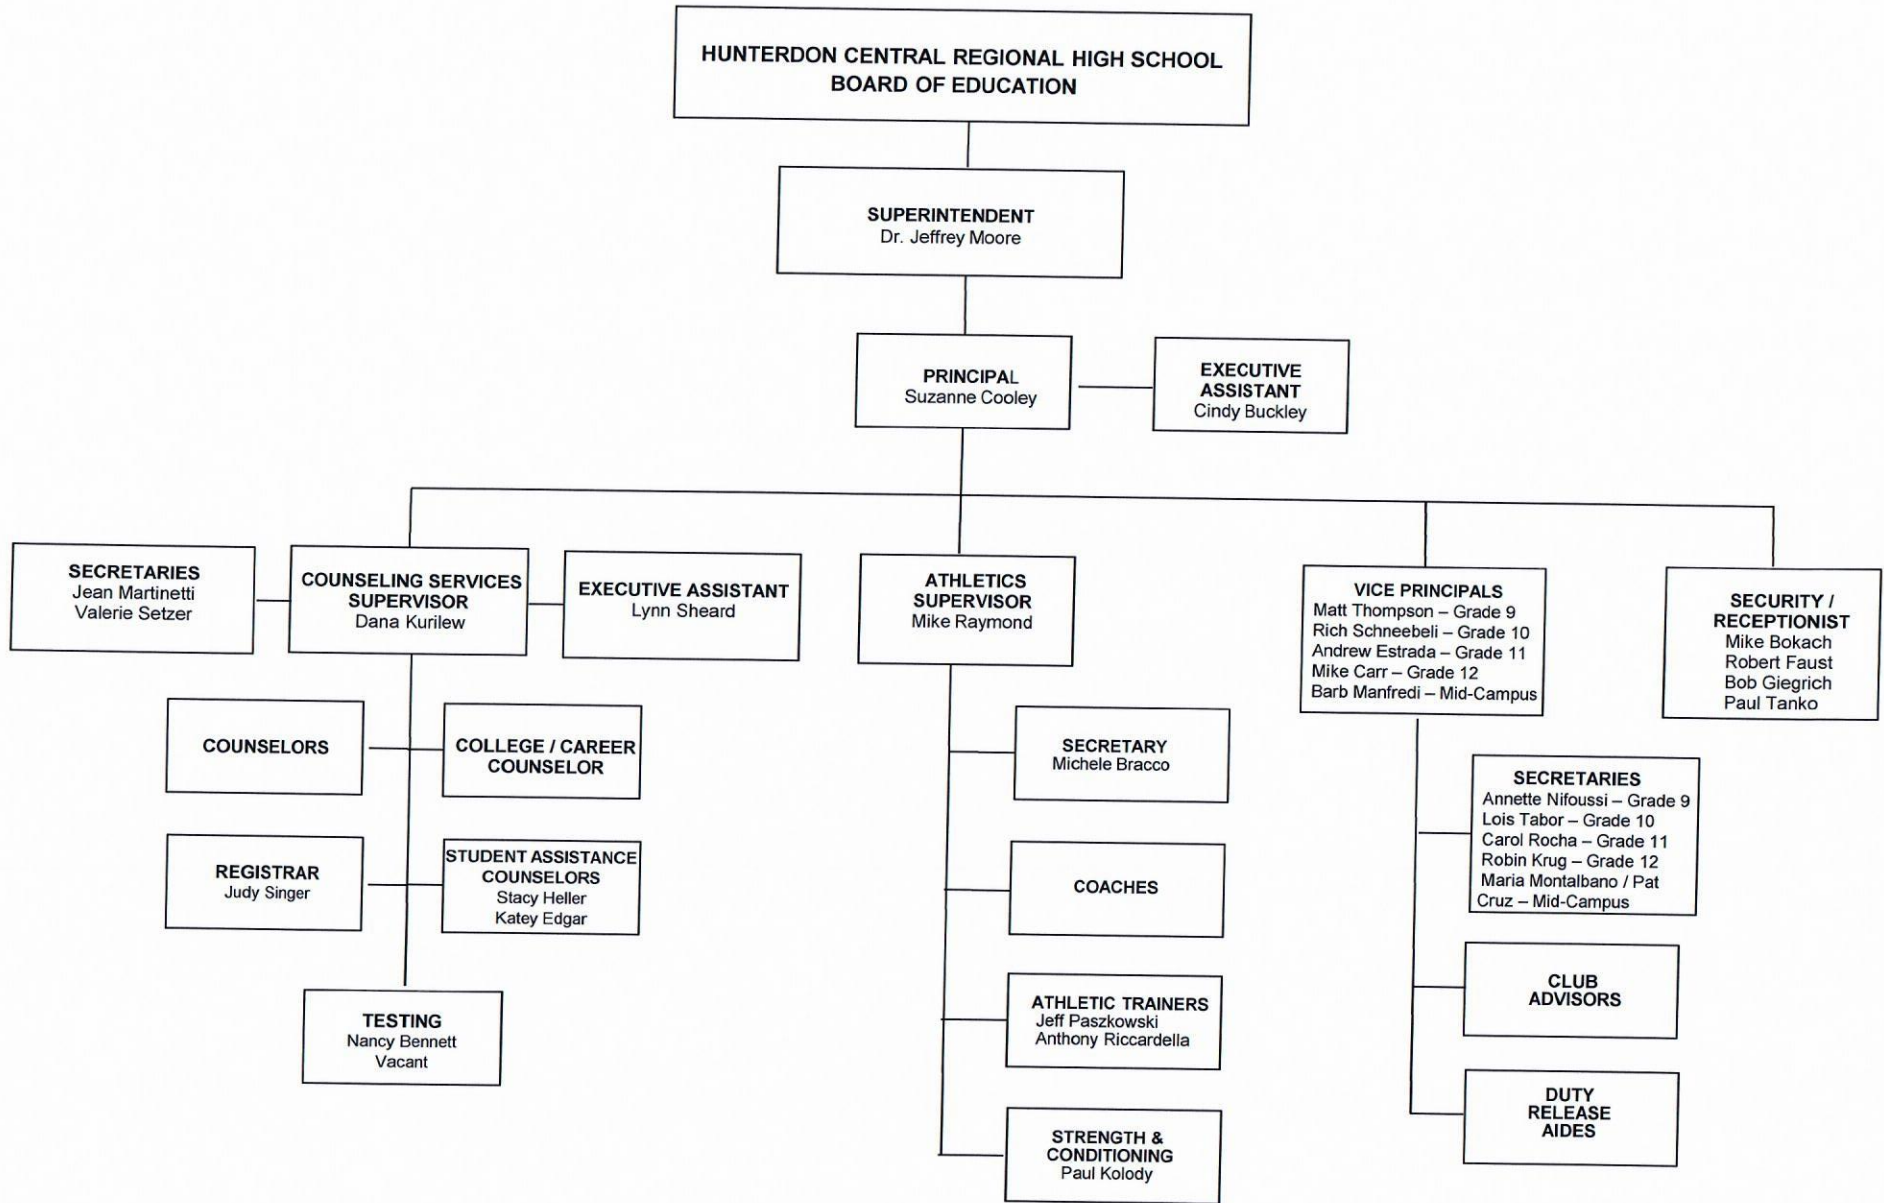 HUNTERDON CENTRAL REGIONAL HIGH SCHOOL
BOARD OF EDUCATION
SUPERINTENDENT
Dr. Jeffrey Moore
PRINCIPAL
Suzanne Cooley
EXECUTIVE
ASSISTANT
Cindy Buckley
SECRETARIES
Jean Martinetti
Valerie Setzer
COUNSELING SERVICES
SUPERVISOR
Dana Kurilew
EXECUTIVE ASSISTANT
Lynn Sheard
ATHLETICS
SUPERVISOR
Mike Raymond
VICE PRINCIPALS
Matt Thompson – Grade 9
Rich Schneebeli – Grade 10
Andrew Estrada – Grade 11
Mike Carr – Grade 12
Barb Manfredi – Mid-Campus
SECURITY /
RECEPTIONIST
Mike Bokach
Robert Faust
Bob Giegrich
Paul Tanko
COUNSELORS
COLLEGE / CAREER
COUNSELOR
REGISTRAR
Judy Singer
STUDENT ASSISTANCE
COUNSELORS
Stacy Heller
Katey Edgar
TESTING
Nancy Bennett
Vacant
SECRETARY
Michele Bracco
COACHES
ATHLETIC TRAINERS
Jeff Paszkowski
Anthony Riccardella
STRENGTH &
CONDITIONING
Paul Kolody
SECRETARIES
Annette Nifoussi – Grade 9
Lois Tabor – Grade 10
Carol Rocha – Grade 11
Robin Krug – Grade 12
Maria Montalbano / Pat
Cruz – Mid-Campus
CLUB
ADVISORS
DUTY
RELEASE
AIDES